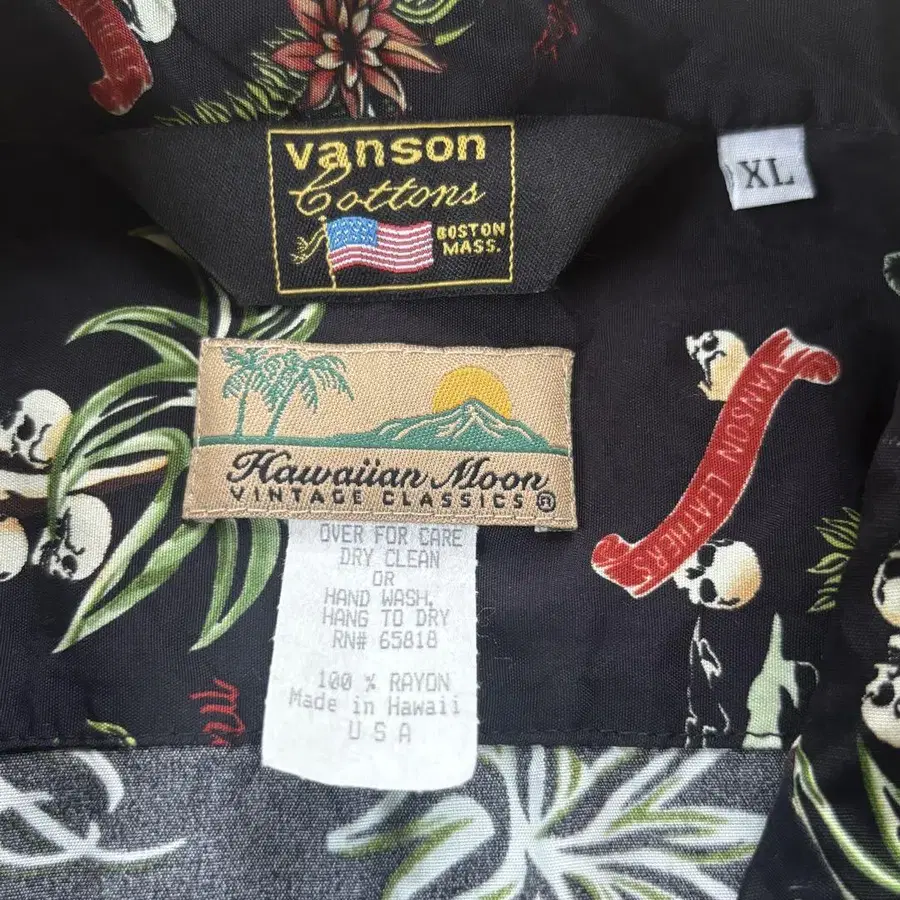 vanson
Cottons
BOSTON
MASS.
XL
Hawaiian Moon
VINTAGE CLASSICS®
OVER FOR CARE
DRY CLEAN
OR
HAND WASH,
HANG TO DRY
RN# 65818
100 % RAYON
Made in Hawaii
U S A
VANSON LEATHERS